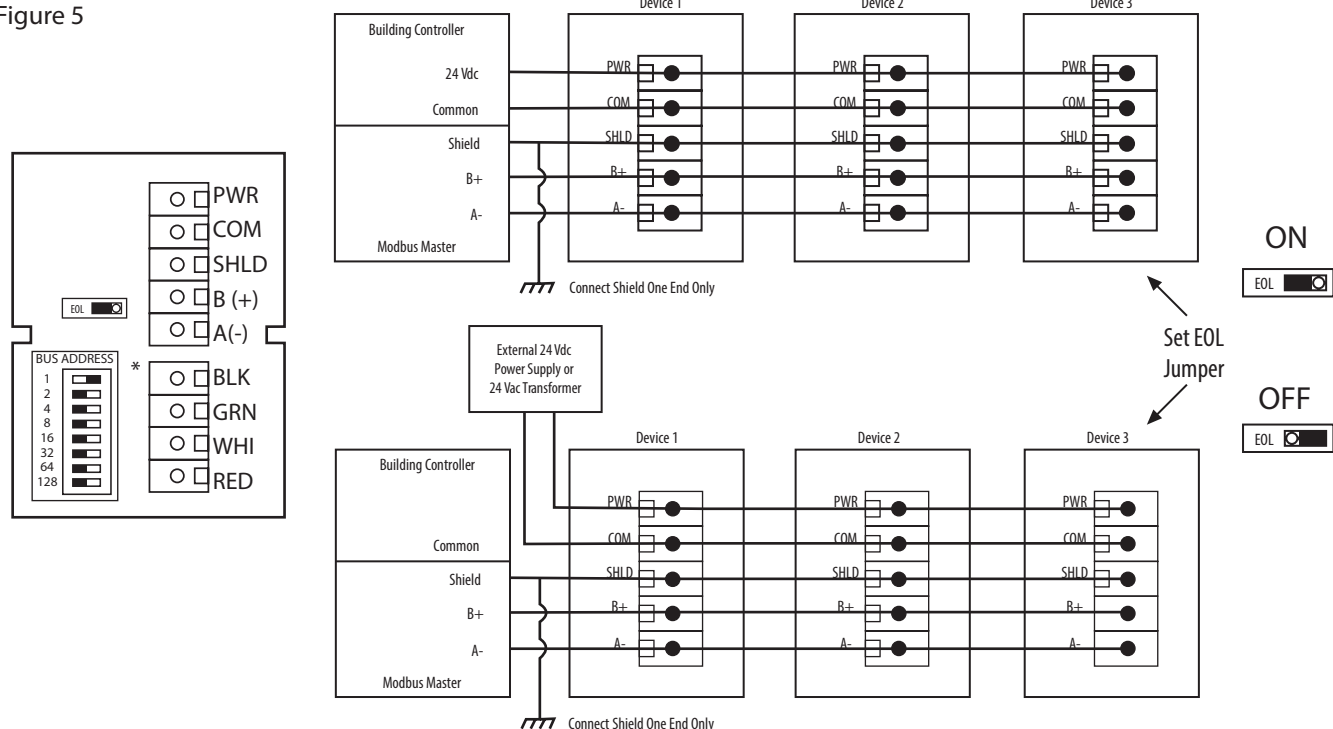 Figure 5
PWR
COM
SHLD
B (+)
A(-)
EOL
BUS ADDRESS
1
2
4
8
16
32
64
128
*
BLK
GRN
WHI
RED
Device 1
Device 2
Device 3
Building Controller
24 Vdc
Common
Shield
B+
A-
Modbus Master
PWR
COM
SHLD
B+
A-
PWR
COM
SHLD
B+
A-
PWR
COM
SHLD
B+
A-
Connect Shield One End Only
Set EOL
Jumper
ON
EOL
OFF
EOL
External 24 Vdc
Power Supply or
24 Vac Transformer
Device 1
Device 2
Device 3
Building Controller
Common
Shield
B+
A-
Modbus Master
PWR
COM
SHLD
B+
A-
PWR
COM
SHLD
B+
A-
PWR
COM
SHLD
B+
A-
Connect Shield One End Only